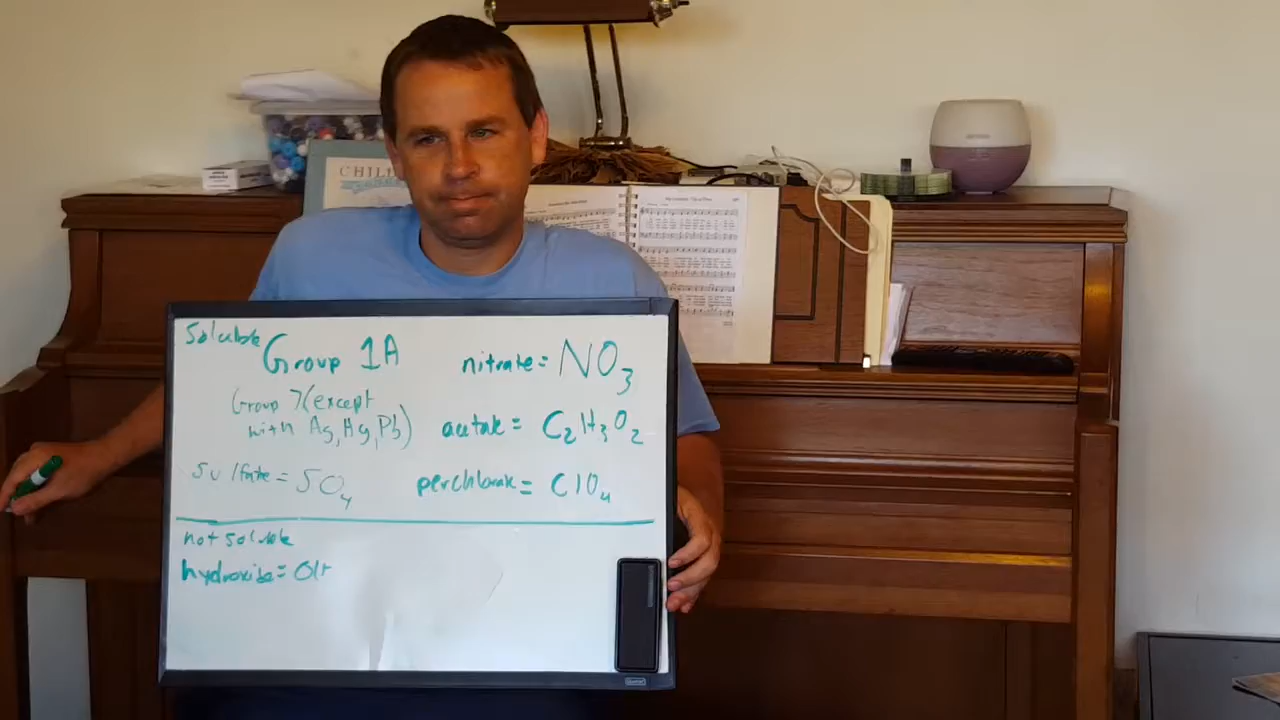 Soluble
Group 1A
Group 7(except
with Ag, Hg, Pb)
sulfate = SO4
nitrate = NO3
acetate = C2H3O2
perchlorate = ClO4
not soluble
hydroxide = OH
CHIL